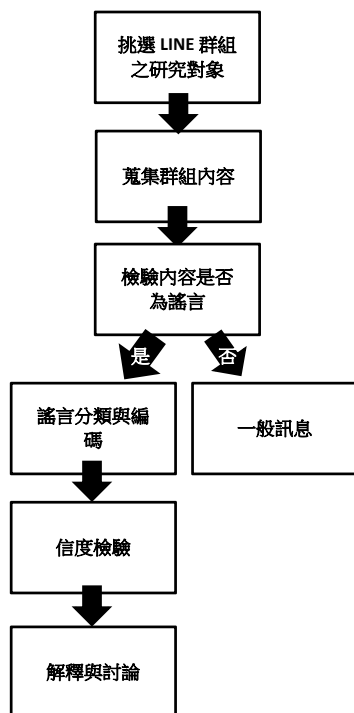 挑選 LINE 群組
之研究對象
蒐集群組內容
檢驗內容是否
為謠言
是
否
謠言分類與編
碼
一般訊息
信度檢驗
解釋與討論